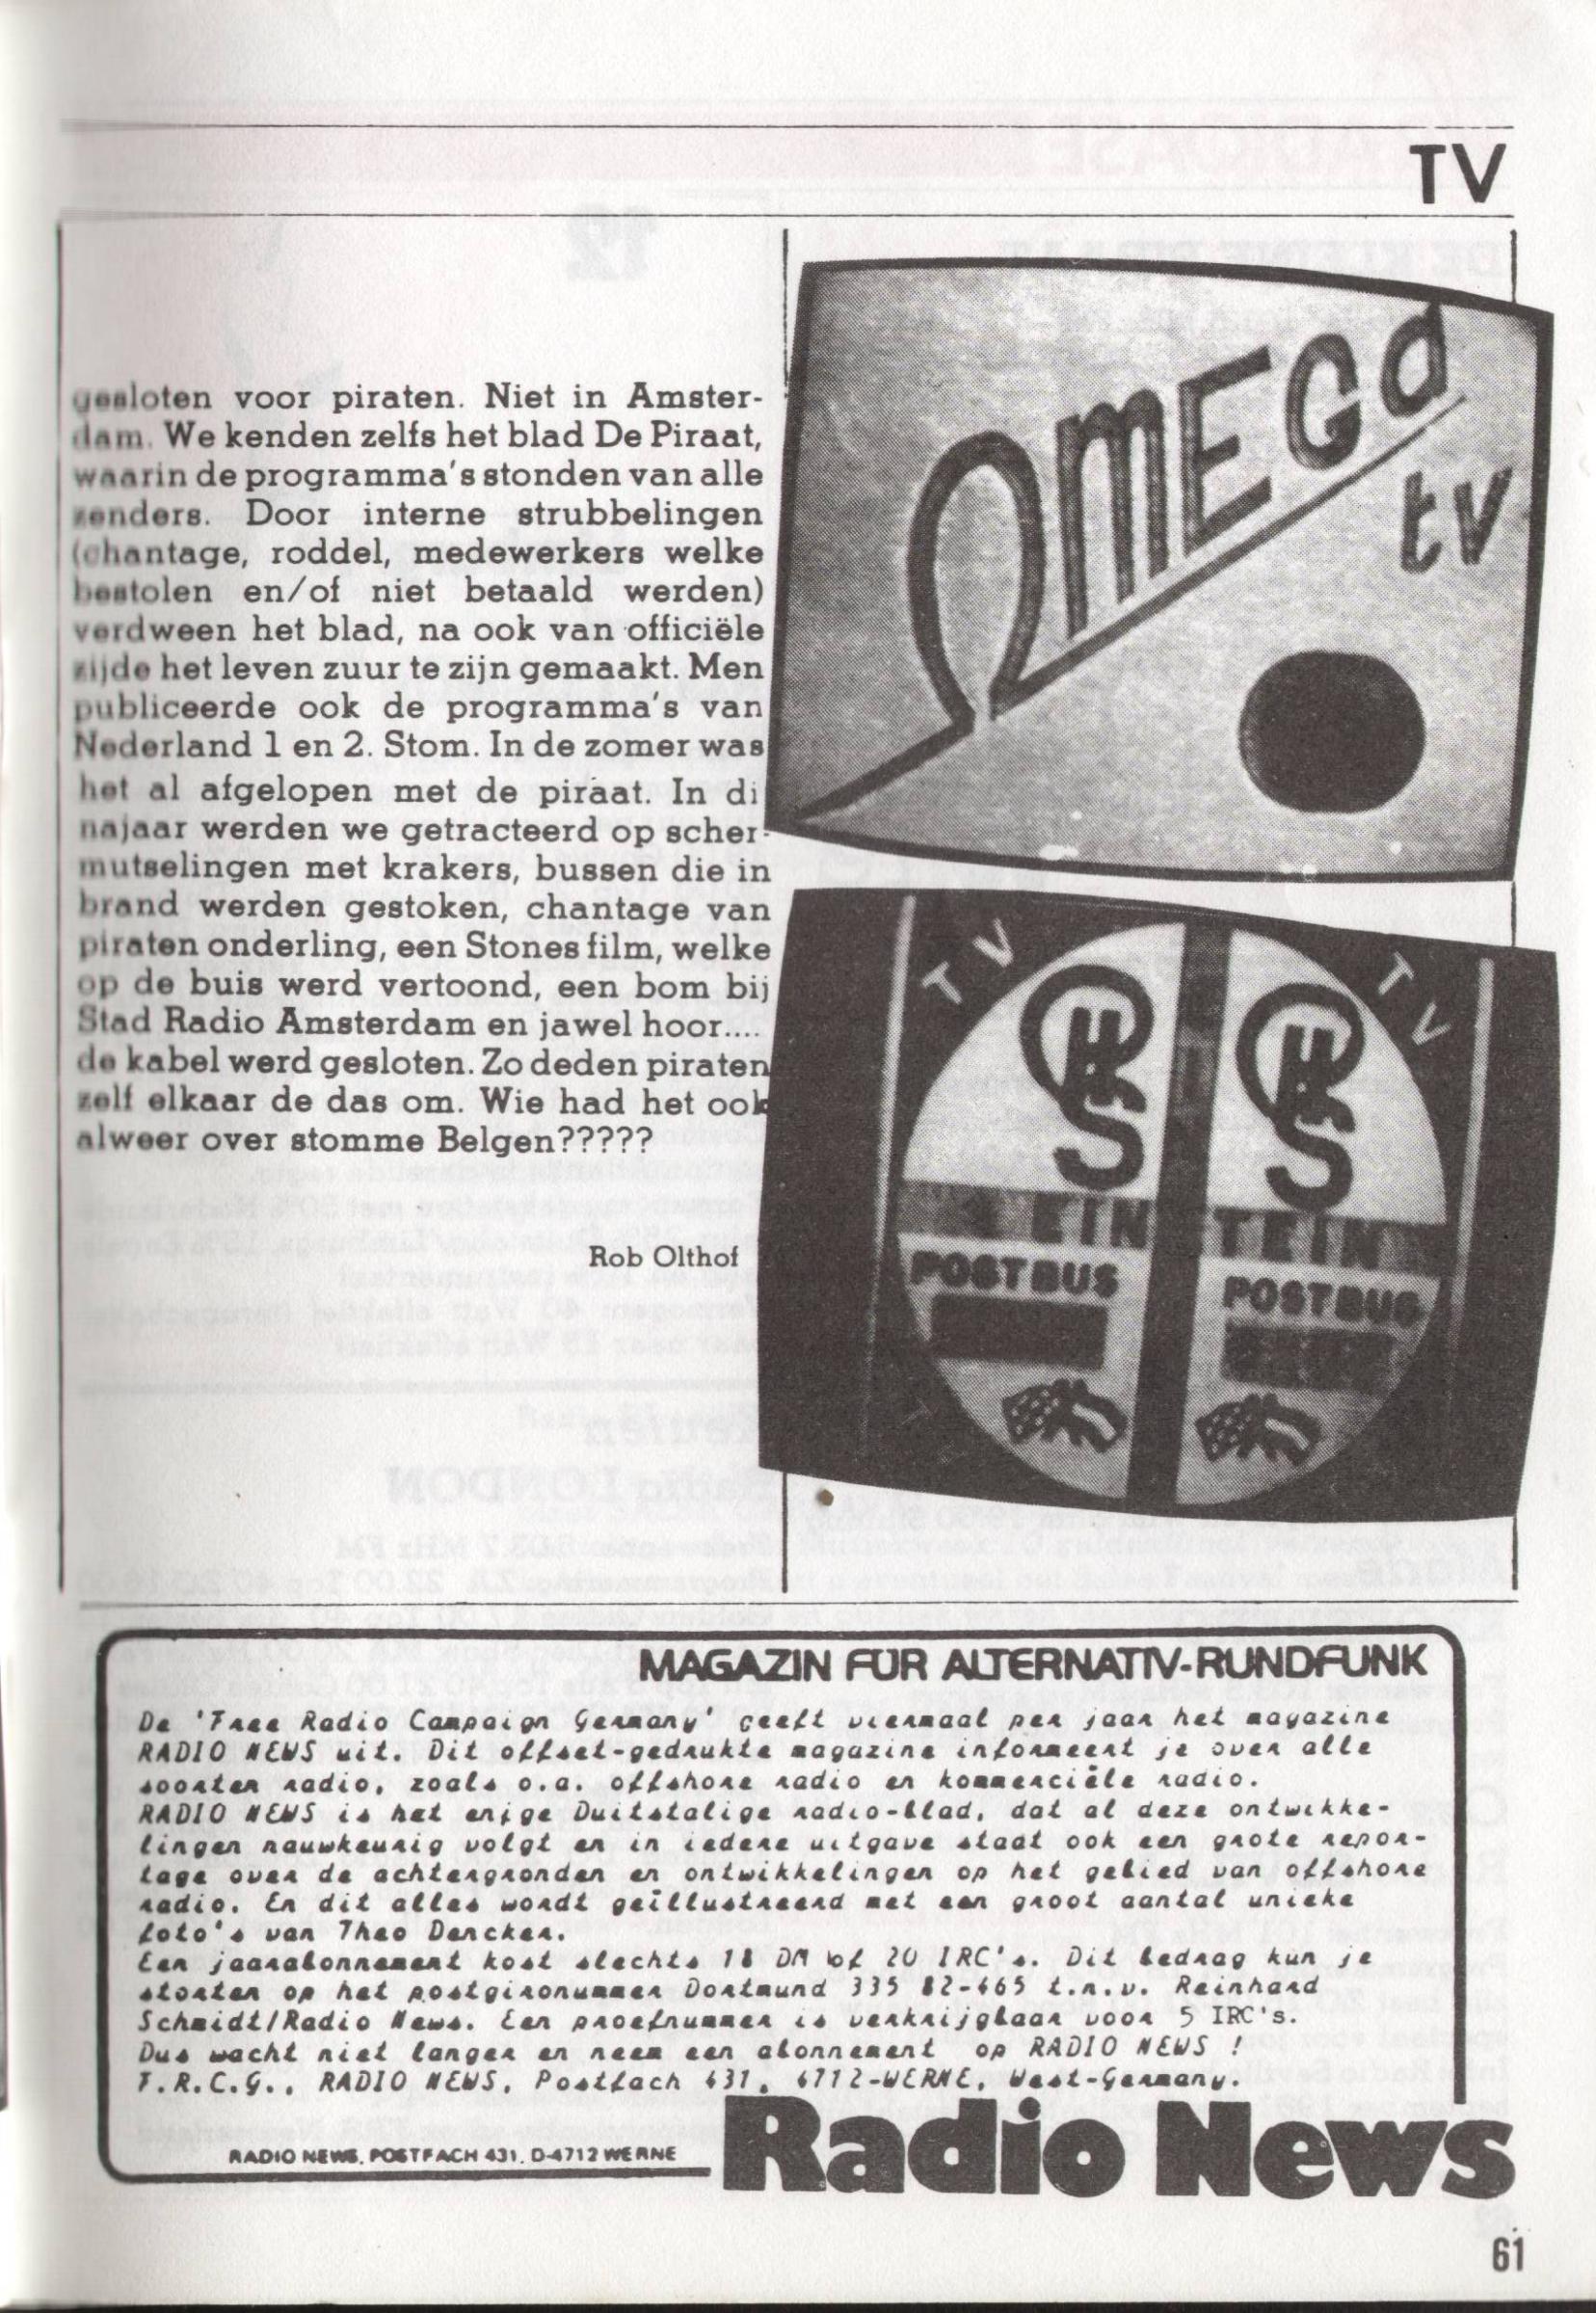 TV
gesloten voor piraten. Niet in Amster-
dam. We kenden zelfs het blad De Piraat,
waarin de programma's stonden van alle
zenders. Door interne strubbelingen
(chantage, roddel, medewerkers welke
bestolen en/of niet betaald werden)
verdween het blad, na ook van officiële
zijde het leven zuur te zijn gemaakt. Men
publiceerde ook de programma's van
Nederland 1 en 2. Stom. In de zomer was
het al afgelopen met de piraat. In di
najaar werden we getracteerd op scher-
mutselingen met krakers, bussen die in
brand werden gestoken, chantage van
piraten onderling, een Stones film, welke
op de buis werd vertoond, een bom bij
Stad Radio Amsterdam en jawel hoor....
de kabel werd gesloten. Zo deden piraten
zelf elkaar de das om. Wie had het ook
alweer over stomme Belgen?????
Rob Olthof
OMEGA
tv
TV TV
EIN TEIN
POSTBUS POSTBUS
MAGAZIN FÜR ALTERNATIV-RUNDFUNK
De 'Free Radio Campaign Germany' geeft viermaal per jaar het magazine
RADIO NEWS uit. Dit offset-gedrukte magazine informeert je over alle
soorten radio, zoals o.a. offshore radio en kommerciële radio.
RADIO NEWS is het enige Duitstalige radio-blad, dat al deze ontwikke-
lingen nauwkeurig volgt en in iedere uitgave staat ook een grote repor-
tage over de achtergronden en ontwikkelingen op het gebied van offshore
radio. En dit alles wordt geïllustreerd met een groot aantal unieke
foto's van Theo Dencker.
Een jaarabonnement kost slechts 18 DM of 20 IRC's. Dit bedrag kun je
storten op het postgironummer Dortmund t.n.v. Reinhard
Schmidt/Radio News. Een proefnummer is verkrijgbaar voor 5 IRC's.
Dus wacht niet langer en neem een abonnement op RADIO NEWS !
F.R.C.G., RADIO NEWS, Postfach 431, 4712-WERNE, West-Germany.
RADIO NEWS, POSTFACH 431, D-4712 WERNE
Radio News
61